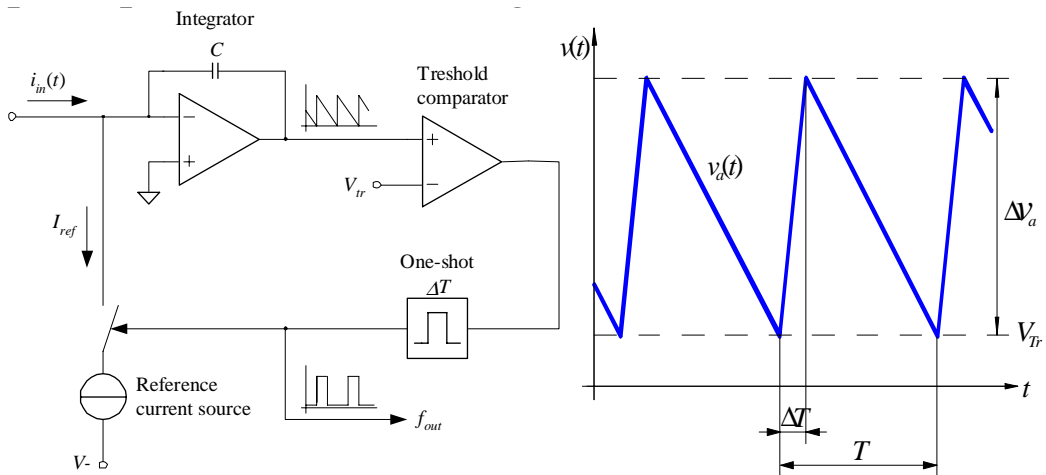 Integrator
C
i_in(t)
Treshold
comparator
V_tr
I_ref
One-shot
ΔT
Reference
current source
f_out
V-
v(t)
v_a(t)
ΔV_a
V_Tr
t
ΔT
T